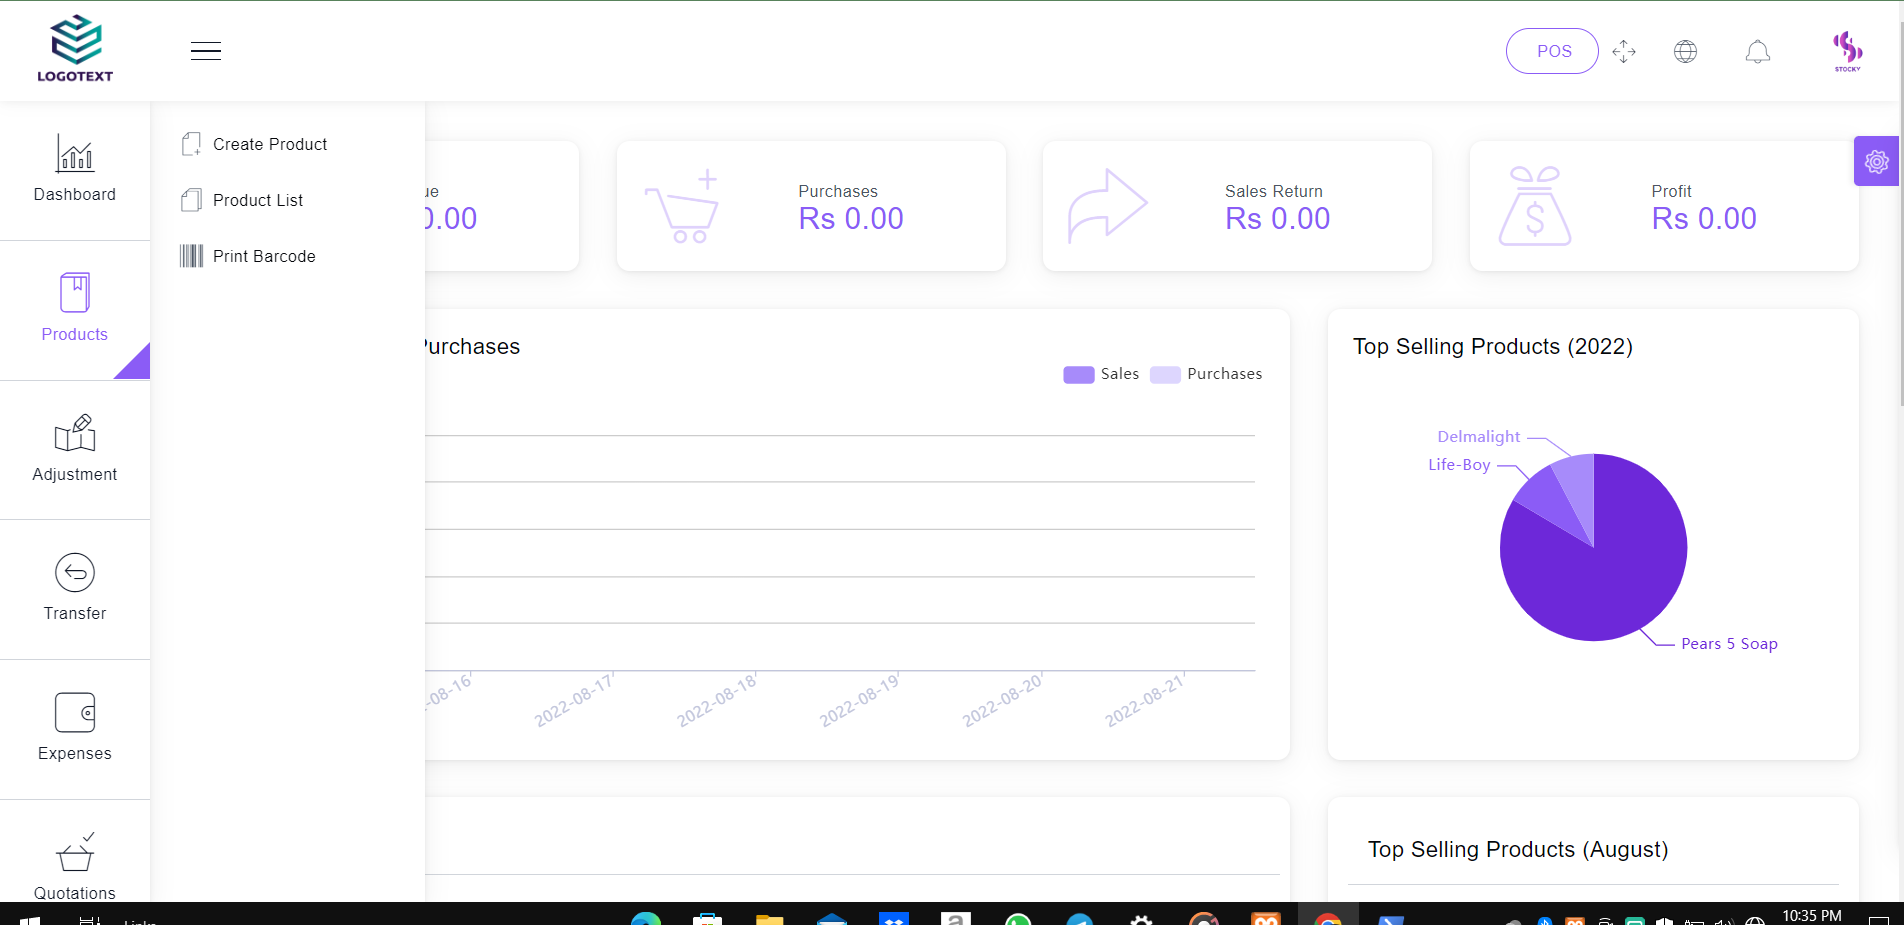 LOGOTEXT
POS
STOCKY
Dashboard
Products
Adjustment
Transfer
Expenses
Quotations
Create Product
Product List
Print Barcode
ue
0.00
Purchases
Rs 0.00
Sales Return
Rs 0.00
Profit
Rs 0.00
Purchases
Sales
Purchases
-08-16
2022-08-17
2022-08-18
2022-08-19
2022-08-20
2022-08-21
Top Selling Products (2022)
Delmalight
Life-Boy
Pears 5 Soap
Top Selling Products (August)
Links
10:35 PM